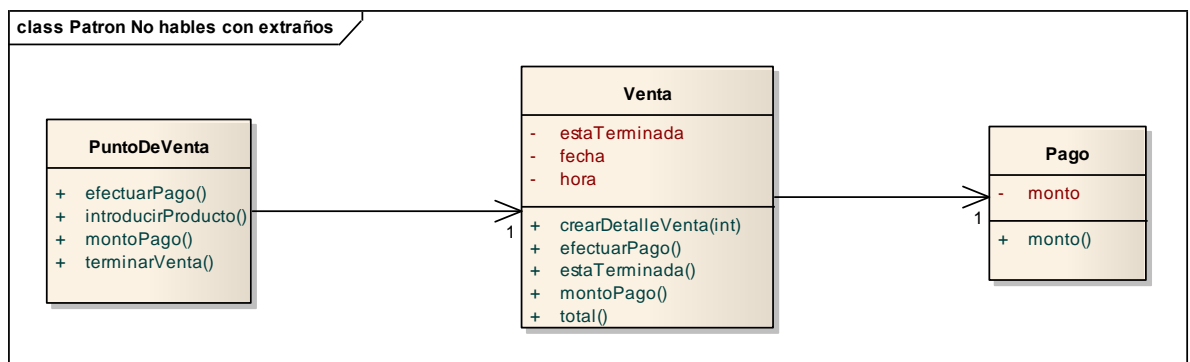 class Patron No hables con extraños
PuntoDeVenta
+ efectuarPago()
+ introducirProducto()
+ montoPago()
+ terminarVenta()
1
Venta
- estaTerminada
- fecha
- hora
+ crearDetalleVenta(int)
+ efectuarPago()
+ estaTerminada()
+ montoPago()
+ total()
1
Pago
- monto
+ monto()